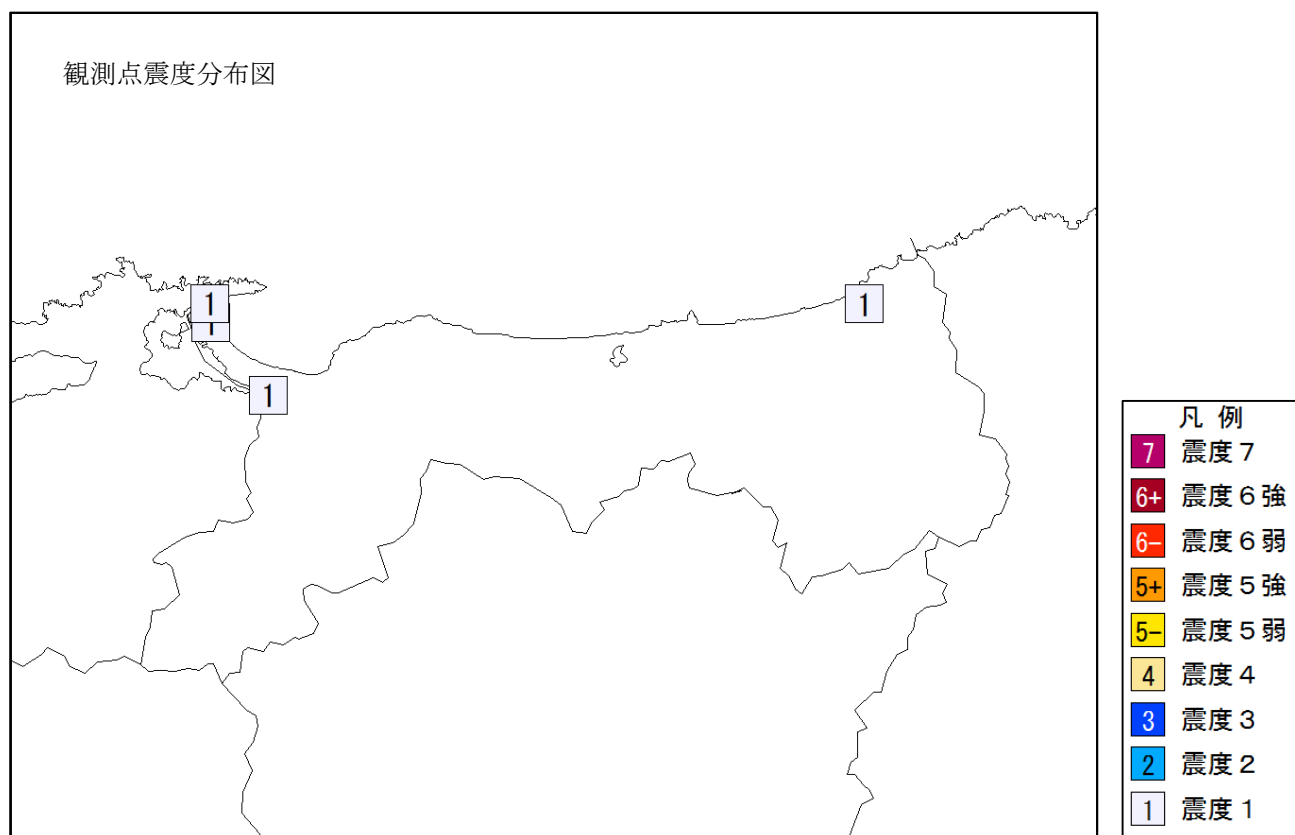 観測点震度分布図
1
1
1
1
凡 例
7 震度７
6+ 震度６強
6- 震度６弱
5+ 震度５強
5- 震度５弱
4 震度４
3 震度３
2 震度２
1 震度１